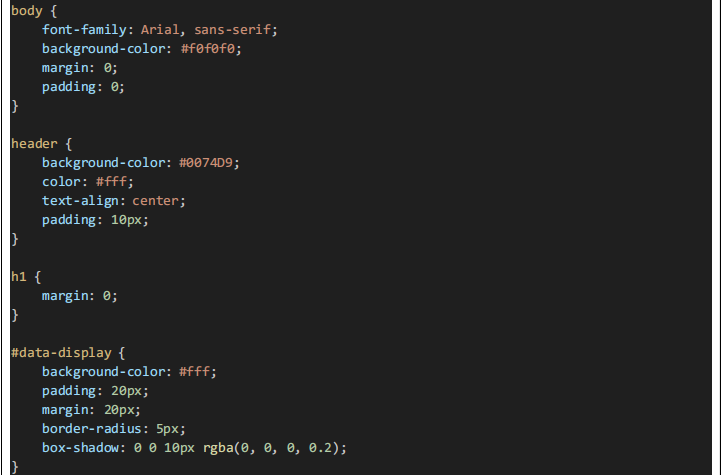 body {
    font-family: Arial, sans-serif;
    background-color: #f0f0f0;
    margin: 0;
    padding: 0;
}

header {
    background-color: #0074D9;
    color: #fff;
    text-align: center;
    padding: 10px;
}

h1 {
    margin: 0;
}

#data-display {
    background-color: #fff;
    padding: 20px;
    margin: 20px;
    border-radius: 5px;
    box-shadow: 0 0 10px rgba(0, 0, 0, 0.2);
}